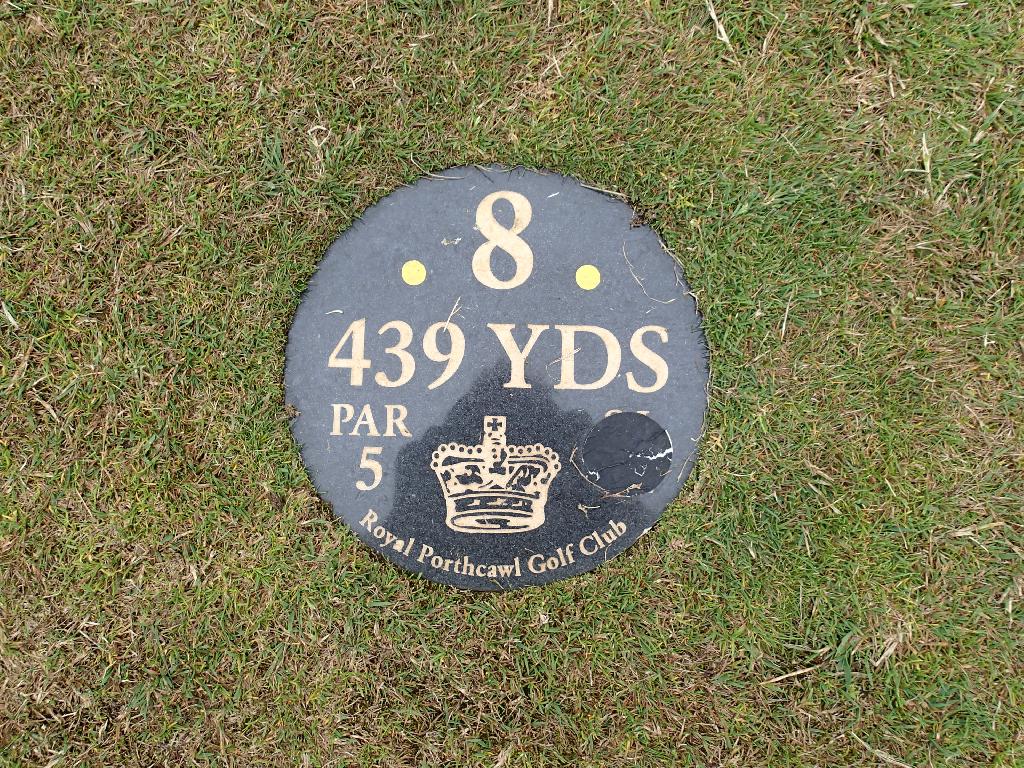 8
439 YDS
PAR
5
Royal Porthcawl Golf Club